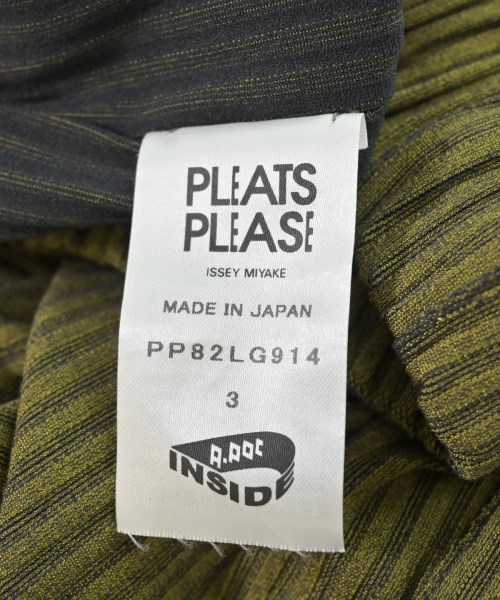 PLEATS
PLEASE
ISSEY MIYAKE
MADE IN JAPAN
PP82LG914
3
A.POC
INSIDE